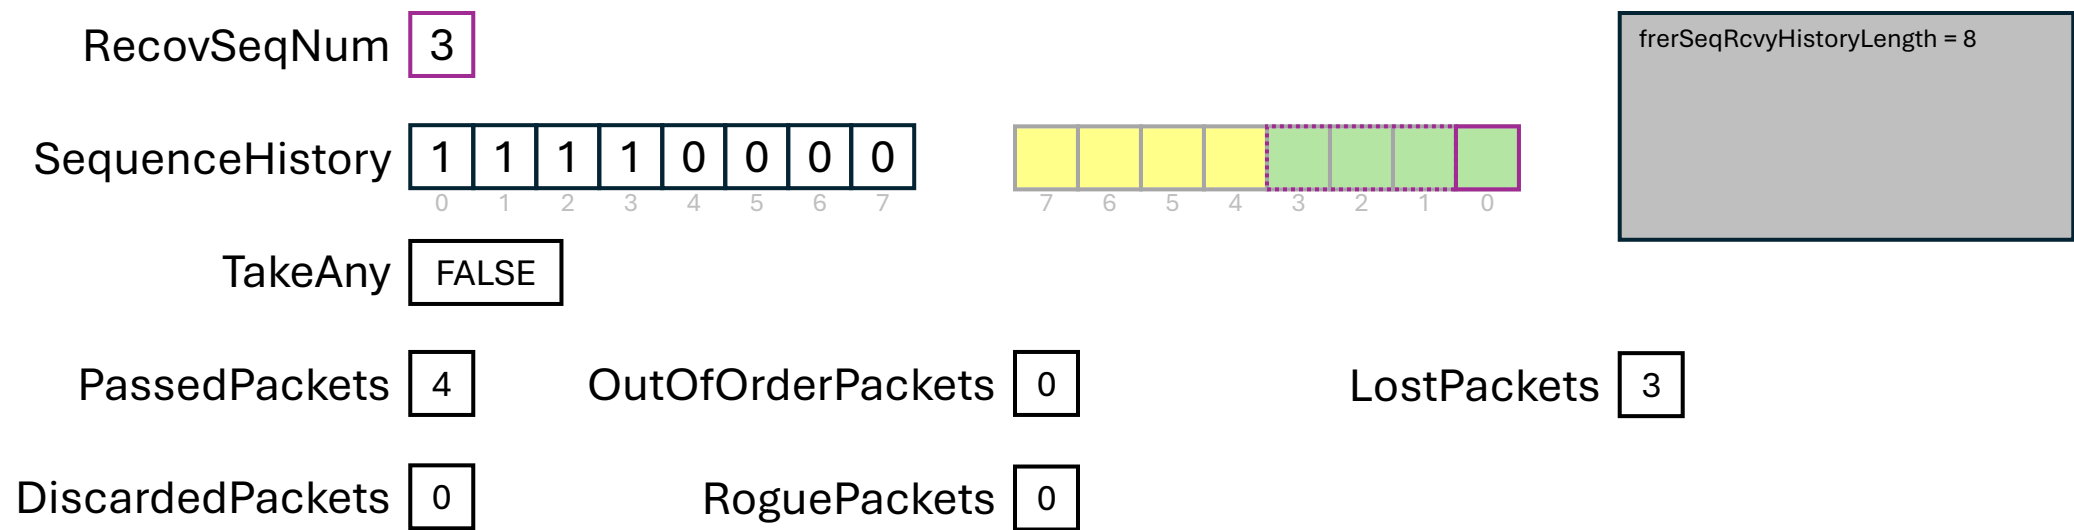 RecovSeqNum 3
frerSeqRcvyHistoryLength = 8
SequenceHistory 1 1 1 1 0 0 0 0
0 1 2 3 4 5 6 7
7 6 5 4 3 2 1 0
TakeAny FALSE
PassedPackets 4
OutOfOrderPackets 0
LostPackets 3
DiscardedPackets 0
RoguePackets 0